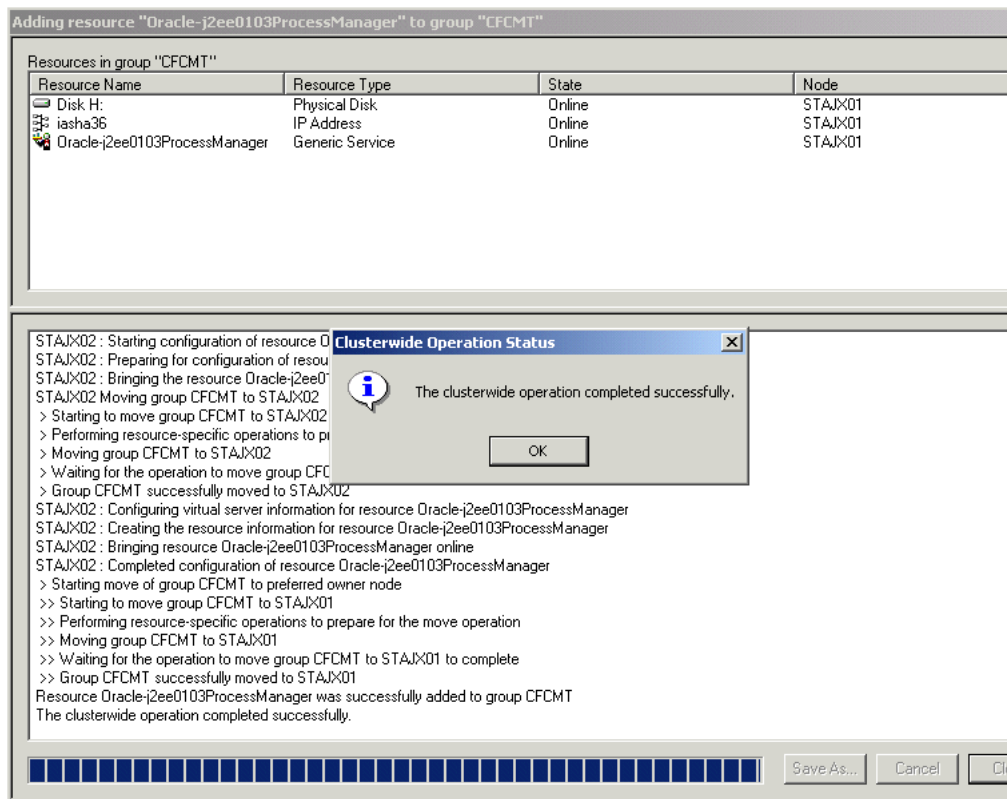 Adding resource "Oracle-j2ee0103ProcessManager" to group "CFCMT"
Resources in group "CFCMT"
Resource Name Resource Type State Node
Disk H: Physical Disk Online STAJX01
iasha36 IP Address Online STAJX01
Oracle-j2ee0103ProcessManager Generic Service Online STAJX01
STAJX02 : Starting configuration of resource O
STAJX02 : Preparing for configuration of resou
STAJX02 : Bringing the resource Oracle-j2ee0
STAJX02 Moving group CFCMT to STAJX02
> Starting to move group CFCMT to STAJX02
> Performing resource-specific operations to p
> Moving group CFCMT to STAJX02
> Waiting for the operation to move group CFC
> Group CFCMT successfully moved to STAJX02
STAJX02 : Configuring virtual server information for resource Oracle-j2ee0103ProcessManager
STAJX02 : Creating the resource information for resource Oracle-j2ee0103ProcessManager
STAJX02 : Bringing resource Oracle-j2ee0103ProcessManager online
STAJX02 : Completed configuration of resource Oracle-j2ee0103ProcessManager
> Starting move of group CFCMT to preferred owner node
>> Starting to move group CFCMT to STAJX01
>> Performing resource-specific operations to prepare for the move operation
>> Moving group CFCMT to STAJX01
>> Waiting for the operation to move group CFCMT to STAJX01 to complete
>> Group CFCMT successfully moved to STAJX01
Resource Oracle-j2ee0103ProcessManager was successfully added to group CFCMT
The clusterwide operation completed successfully.
Clusterwide Operation Status
The clusterwide operation completed successfully.
OK
Save As... Cancel Cl